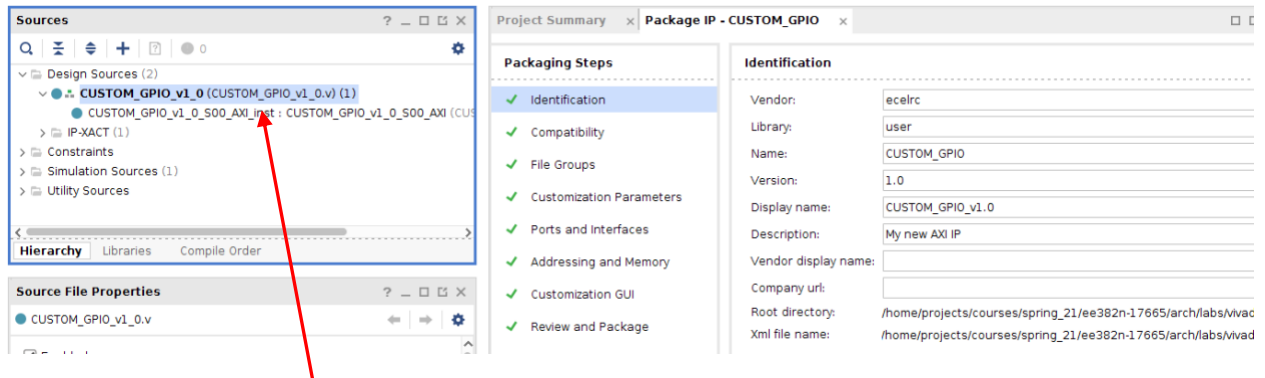 Sources
? _ □ X
0
Design Sources (2)
CUSTOM_GPIO_v1_0 (CUSTOM_GPIO_v1_0.v) (1)
CUSTOM_GPIO_v1_0_S00_AXI_inst : CUSTOM_GPIO_v1_0_S00_AXI (CUS
IP-XACT (1)
Constraints
Simulation Sources (1)
Utility Sources
Hierarchy Libraries Compile Order
Source File Properties
? _ □ X
CUSTOM_GPIO_v1_0.v
Project Summary x Package IP - CUSTOM_GPIO x
Packaging Steps
Identification
Compatibility
File Groups
Customization Parameters
Ports and Interfaces
Addressing and Memory
Customization GUI
Review and Package
Identification
Vendor: ecelrc
Library: user
Name: CUSTOM_GPIO
Version: 1.0
Display name: CUSTOM_GPIO_v1.0
Description: My new AXI IP
Vendor display name:
Company url:
Root directory: /home/projects/courses/spring_21/ee382n-17665/arch/labs/vivad
Xml file name: /home/projects/courses/spring_21/ee382n-17665/arch/labs/vivad